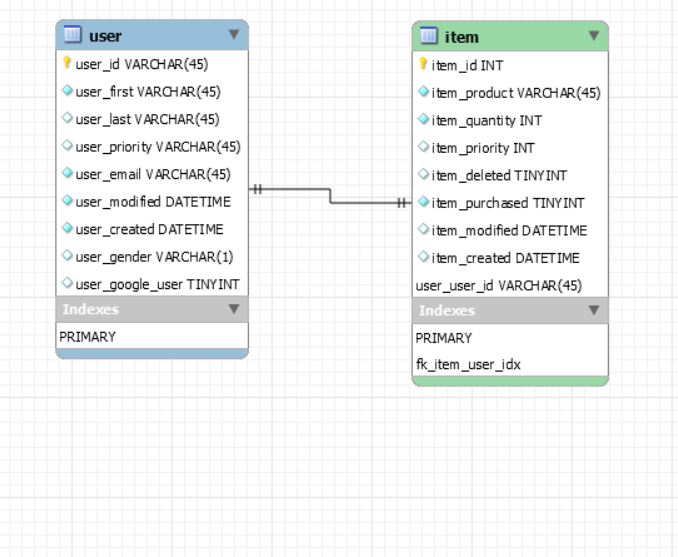 user
user_id VARCHAR(45)
user_first VARCHAR(45)
user_last VARCHAR(45)
user_priority VARCHAR(45)
user_email VARCHAR(45)
user_modified DATETIME
user_created DATETIME
user_gender VARCHAR(1)
user_google_user TINYINT
Indexes
PRIMARY
item
item_id INT
item_product VARCHAR(45)
item_quantity INT
item_priority INT
item_deleted TINYINT
item_purchased TINYINT
item_modified DATETIME
item_created DATETIME
user_user_id VARCHAR(45)
Indexes
PRIMARY
fk_item_user_idx